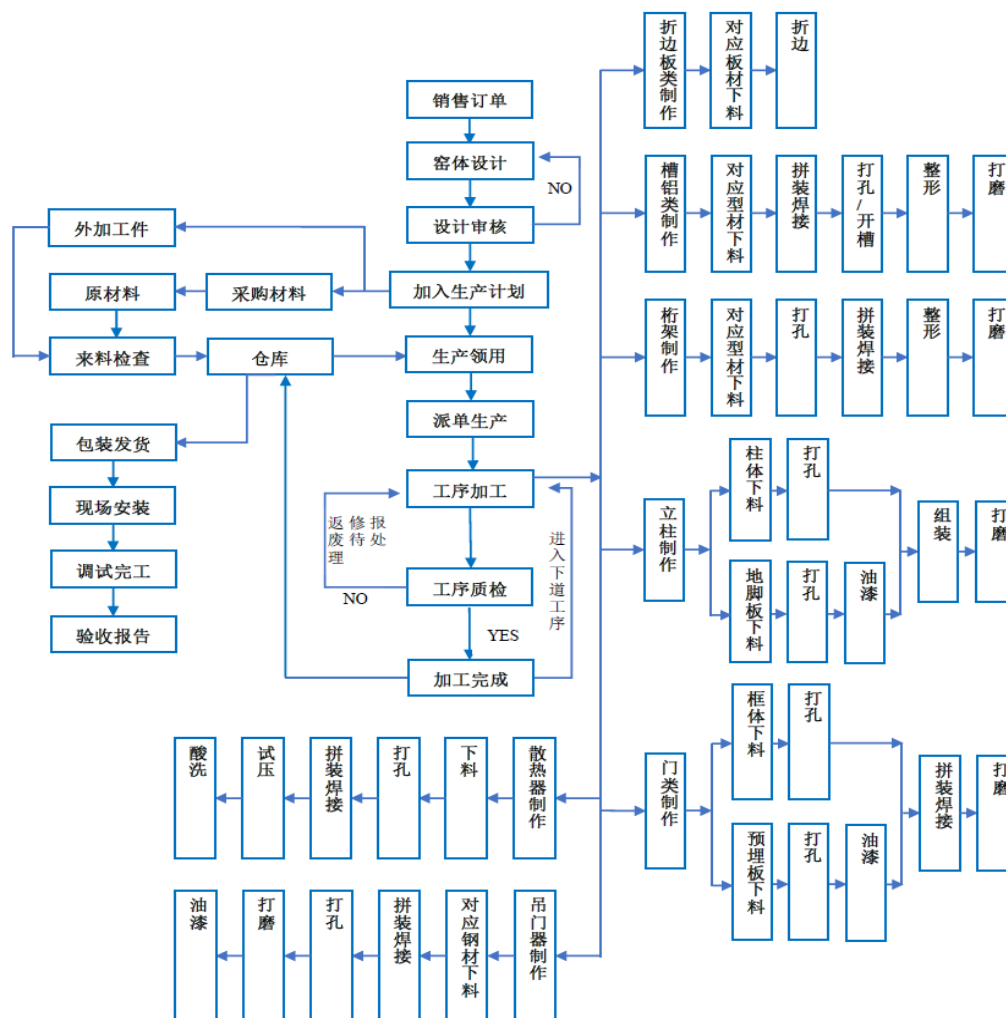 销售订单
窑体设计
NO
设计审核
加入生产计划
外加工件
原材料
采购材料
来料检查
仓库
生产领用
派单生产
包装发货
现场安装
调试完工
验收报告
工序加工
返修报
废待处
理
进入下道工序
工序质检
NO
YES
加工完成
折边板类制作
对应板材下料
折边
槽铝类制作
对应型材下料
拼装焊接
打孔/开槽
整形
打磨
桁架制作
对应型材下料
打孔
拼装焊接
整形
打磨
立柱制作
柱体下料
打孔
地脚板下料
打孔
油漆
组装
打磨
门类制作
框体下料
打孔
预埋板下料
打孔
油漆
拼装焊接
打磨
散热器制作
下料
打孔
拼装焊接
试压
酸洗
吊门器制作
对应钢材下料
拼装焊接
打孔
打磨
油漆